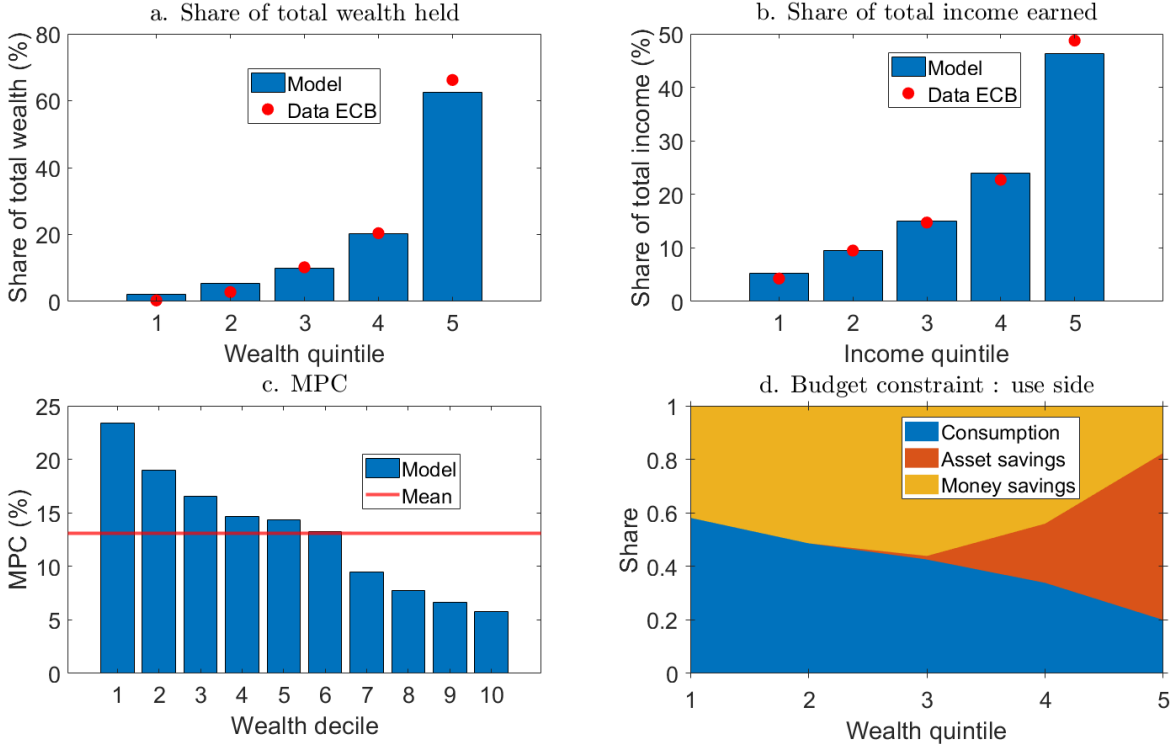 a. Share of total wealth held
Share of total wealth (%)
80
60
40
20
0
Model
Data ECB
1 2 3 4 5
Wealth quintile
b. Share of total income earned
Share of total income (%)
50
40
30
20
10
0
Model
Data ECB
1 2 3 4 5
Income quintile
c. MPC
MPC (%)
25
20
15
10
5
0
Model
Mean
1 2 3 4 5 6 7 8 9 10
Wealth decile
d. Budget constraint : use side
Share
1
0.8
0.6
0.4
0.2
0
Consumption
Asset savings
Money savings
1 2 3 4 5
Wealth quintile